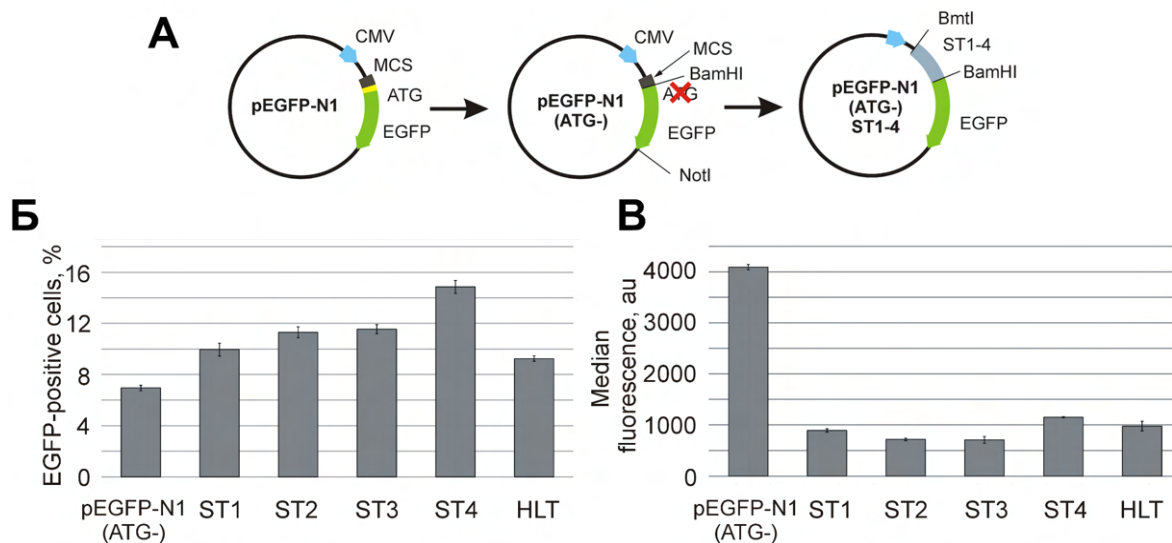 А
CMV
MCS
ATG
pEGFP-N1
EGFP
CMV
MCS
BamHI
ATG
pEGFP-N1
(ATG-)
EGFP
NotI
BmtI
ST1-4
BamHI
pEGFP-N1
(ATG-)
ST1-4
EGFP
Б
EGFP-positive cells, %
16
12
8
4
0
pEGFP-N1
(ATG-)
ST1
ST2
ST3
ST4
HLT
В
Median
fluorescence, au
4000
3000
4000
2000
1000
0
pEGFP-N1
(ATG-)
ST1
ST2
ST3
ST4
HLT